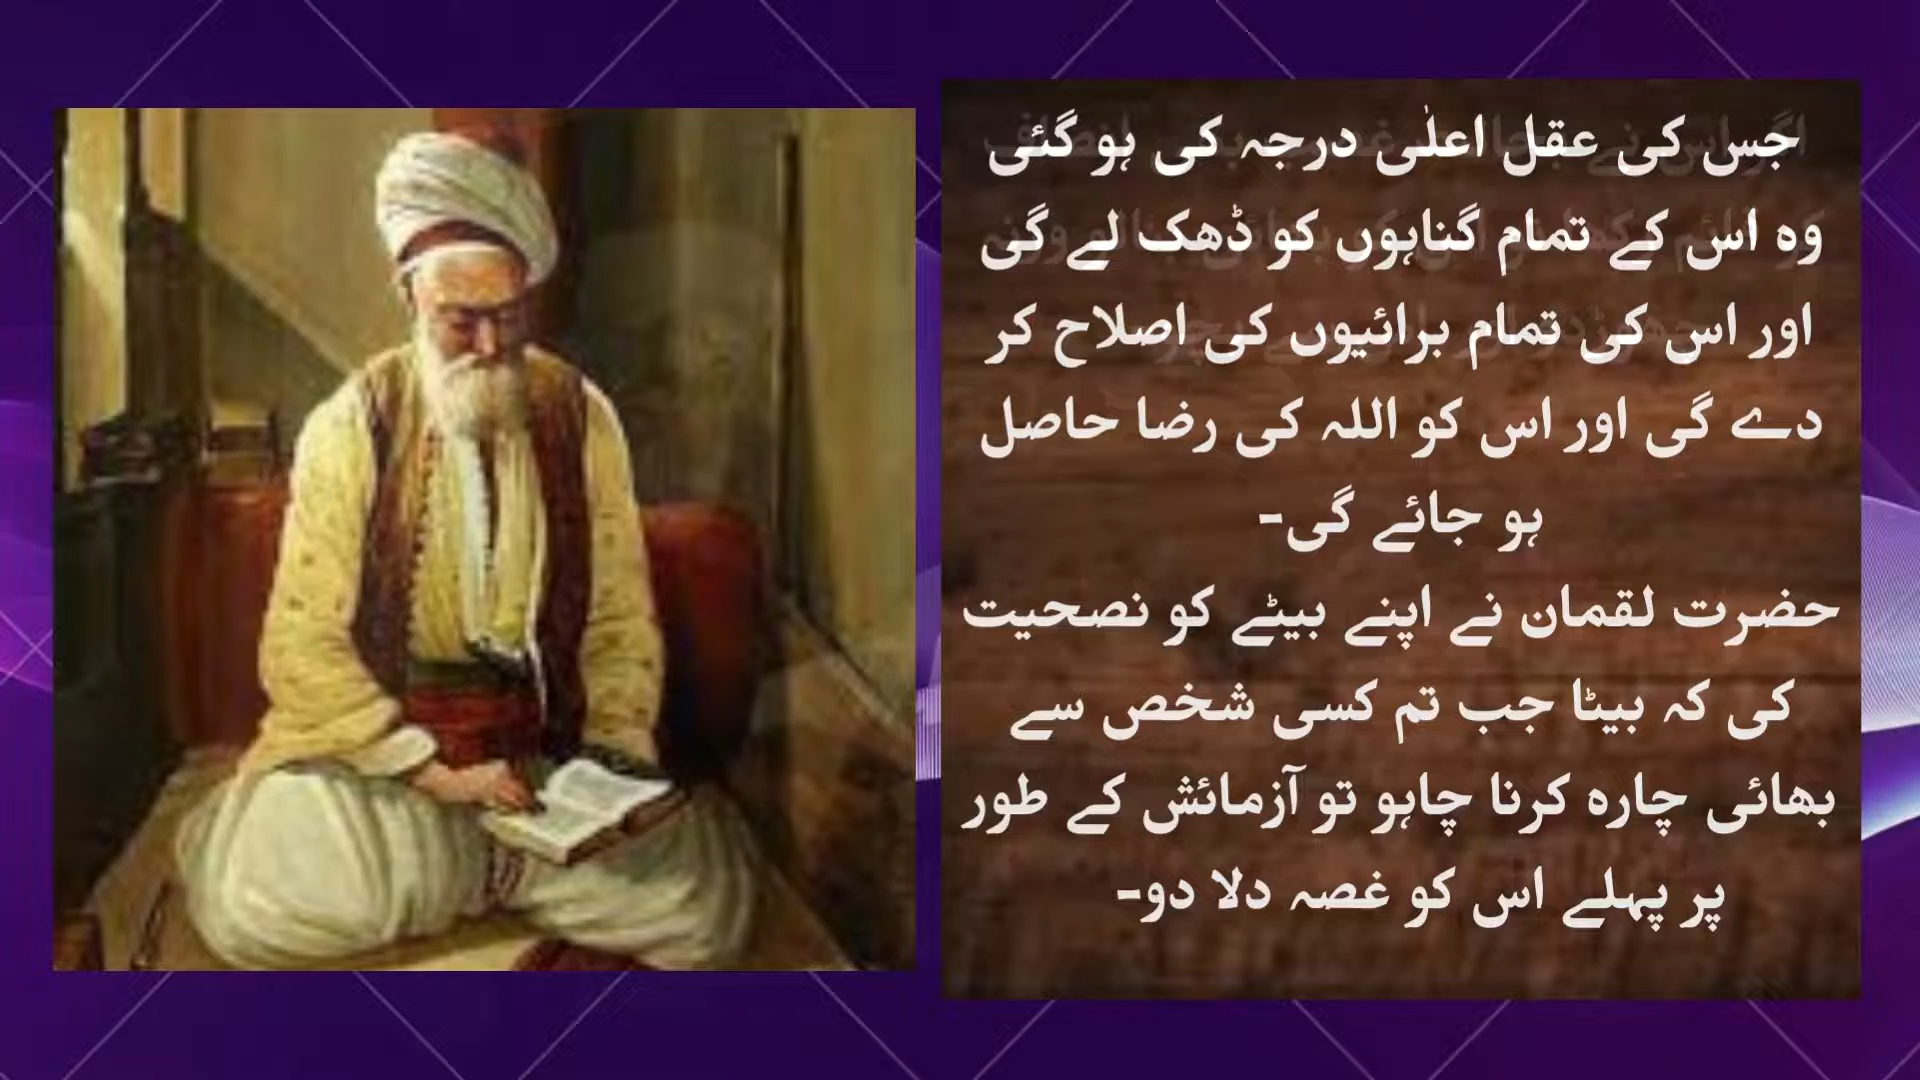 جس کی عقل اعلٰی درجہ کی ہو گئی
وہ اس کے تمام گناہوں کو ڈھک لے گی
اور اس کی تمام برائیوں کی اصلاح کر
دے گی اور اس کو اللہ کی رضا حاصل
ہو جائے گی-
حضرت لقمان نے اپنے بیٹے کو نصحیت
کی کہ بیٹا جب تم کسی شخص سے
بھائی چارہ کرنا چاہو تو آزمائش کے طور
پر پہلے اس کو غصہ دلا دو-